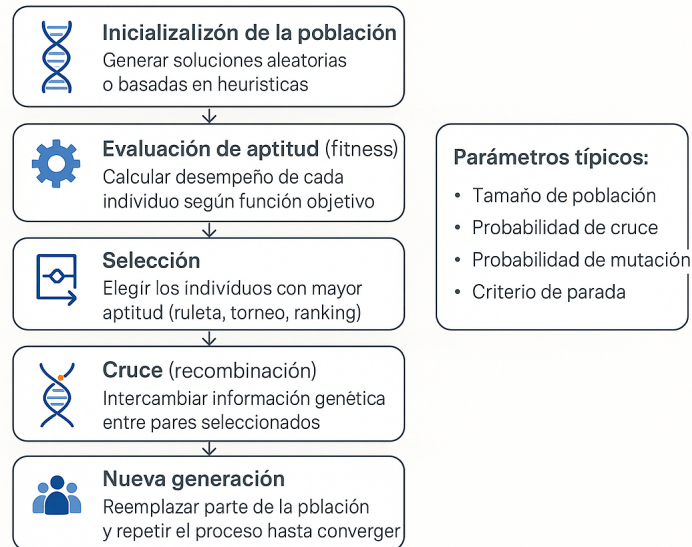 Inicializalizón de la población
Generar soluciones aleatorias
o basadas en heuristicas
Evaluación de aptitud (fitness)
Calcular desempeño de cada
individuo según función objetivo
Selección
Elegír los individuos con mayor
aptitud (ruleta, torneo, ranking)
Cruce (recombinación)
Intercambiar información genética
entre pares seleccionados
Nueva generación
Reemplazar parte de la pblación
y repetir el proceso hasta converger
Parámetros típicos:
• Tamaño de población
• Probabilidad de cruce
• Probabilidad de mutación
• Criterio de parada